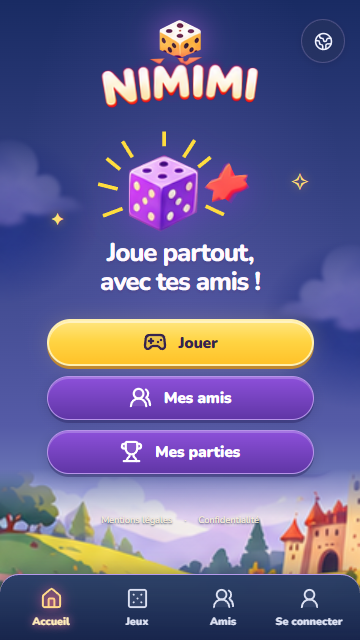 NIMIMI
Joue partout,
avec tes amis !
Jouer
Mes amis
Mes parties
Mentions légales · Confidentialité
Accueil
Jeux
Amis
Se connecter